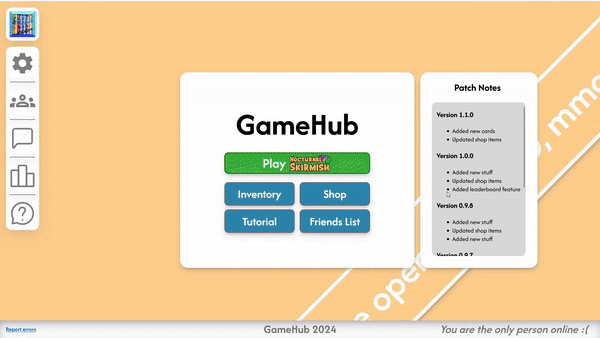 GameHub
Play NOCTURNAL
SKIRMISH
Inventory
Shop
Tutorial
Friends List
Patch Notes
Version 1.1.0
Added new cards
Updated shop items
Version 1.0.0
Added new stuff
Updated shop items
Added leaderboard feature
Version 0.9.8
Added new stuff
Updated shop items
Added new stuff
Version 0.9.7
, mmo
e oper
Report errors
GameHub 2024
You are the only person online :(